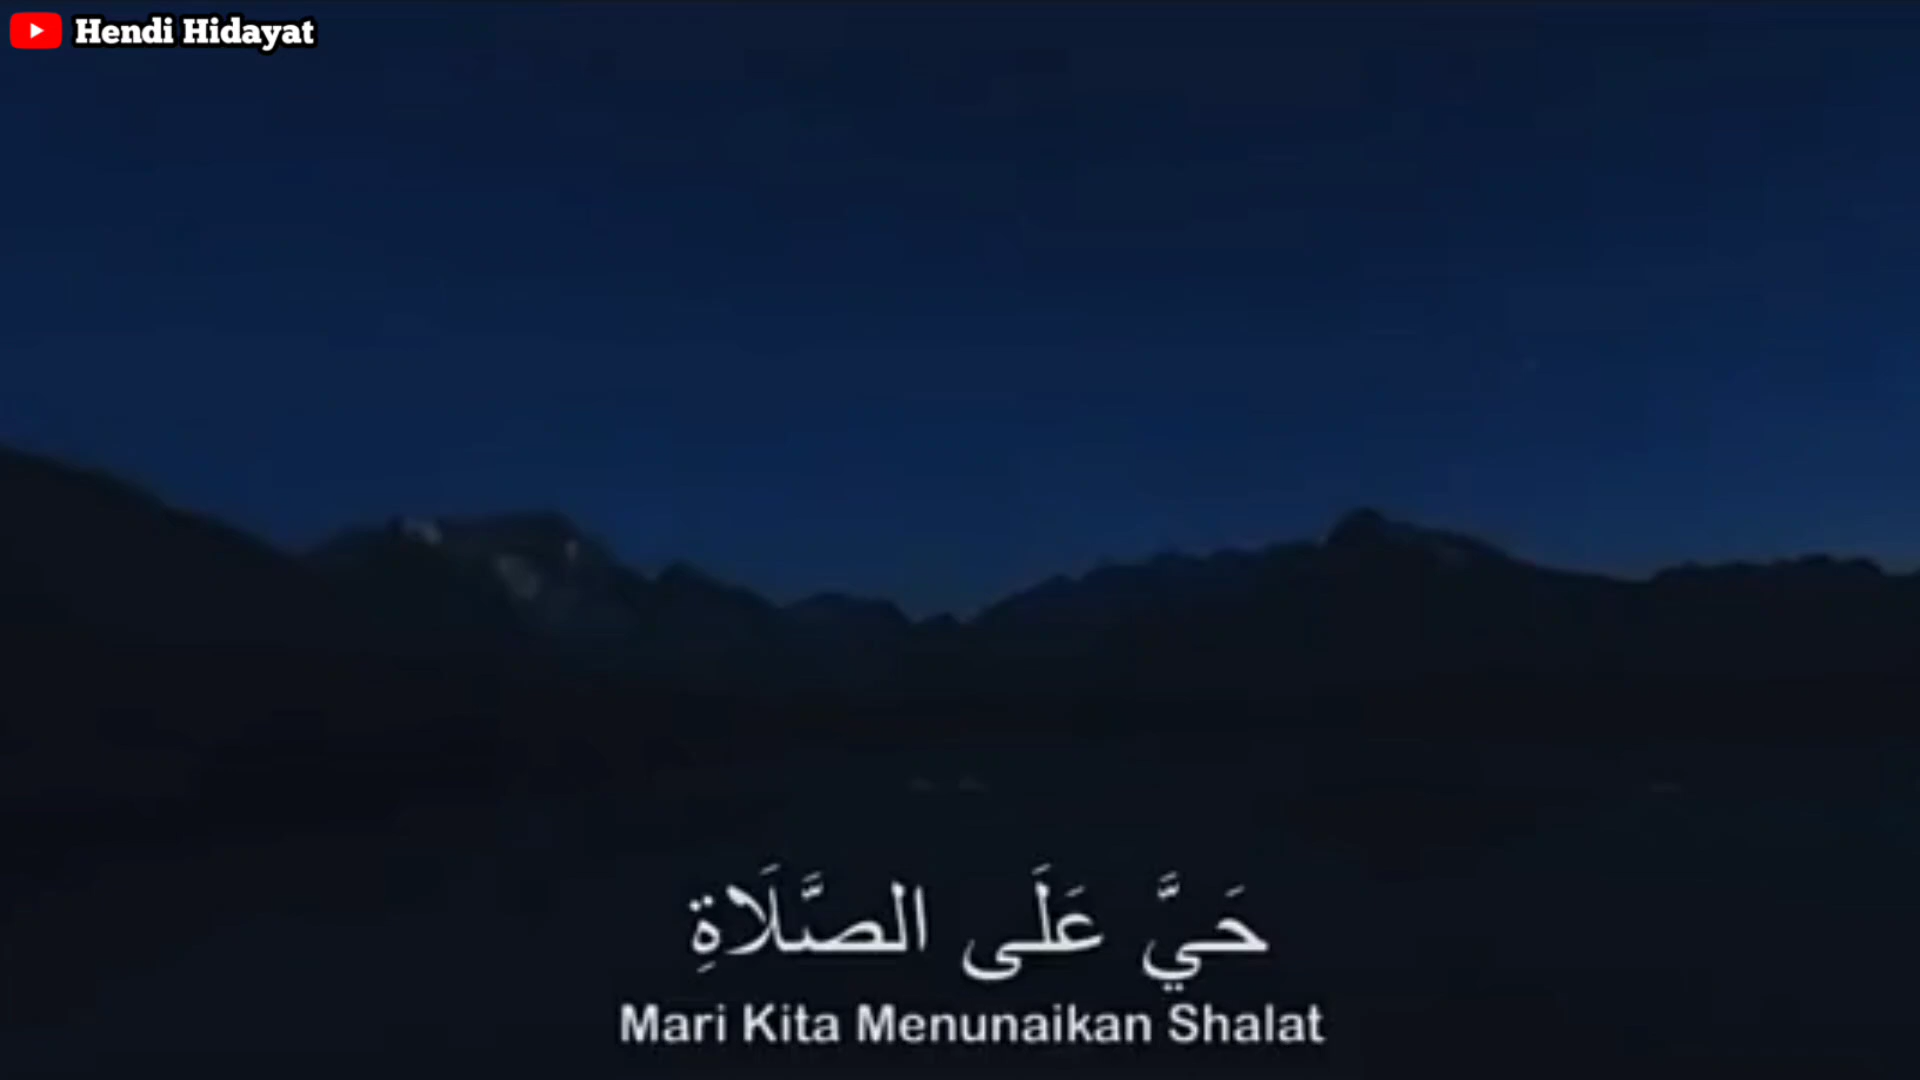 Hendi Hidayat
حَيَّ عَلَى الصَّلَاةِ
Mari Kita Menunaikan Shalat